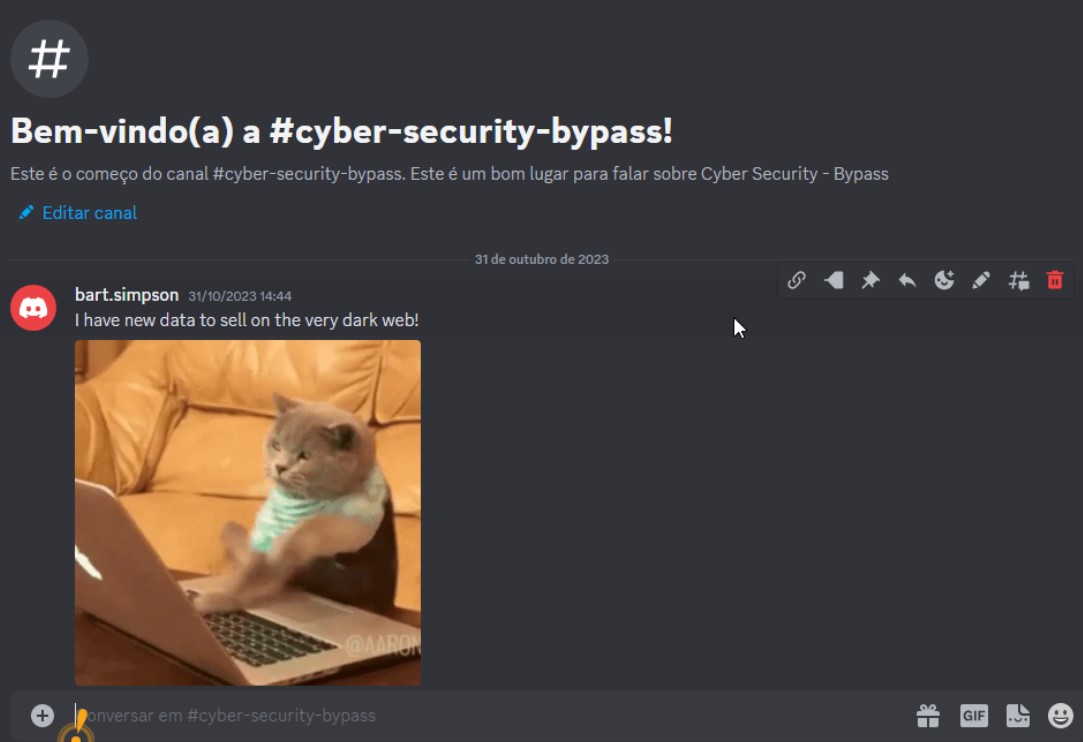 Bem-vindo(a) a #cyber-security-bypass!
Este é o começo do canal #cyber-security-bypass. Este é um bom lugar para falar sobre Cyber Security - Bypass
Editar canal
31 de outubro de 2023
bart.simpson 31/10/2023 14:44
I have new data to sell on the very dark web!
@AARON
onversar em #cyber-security-bypass
GIF